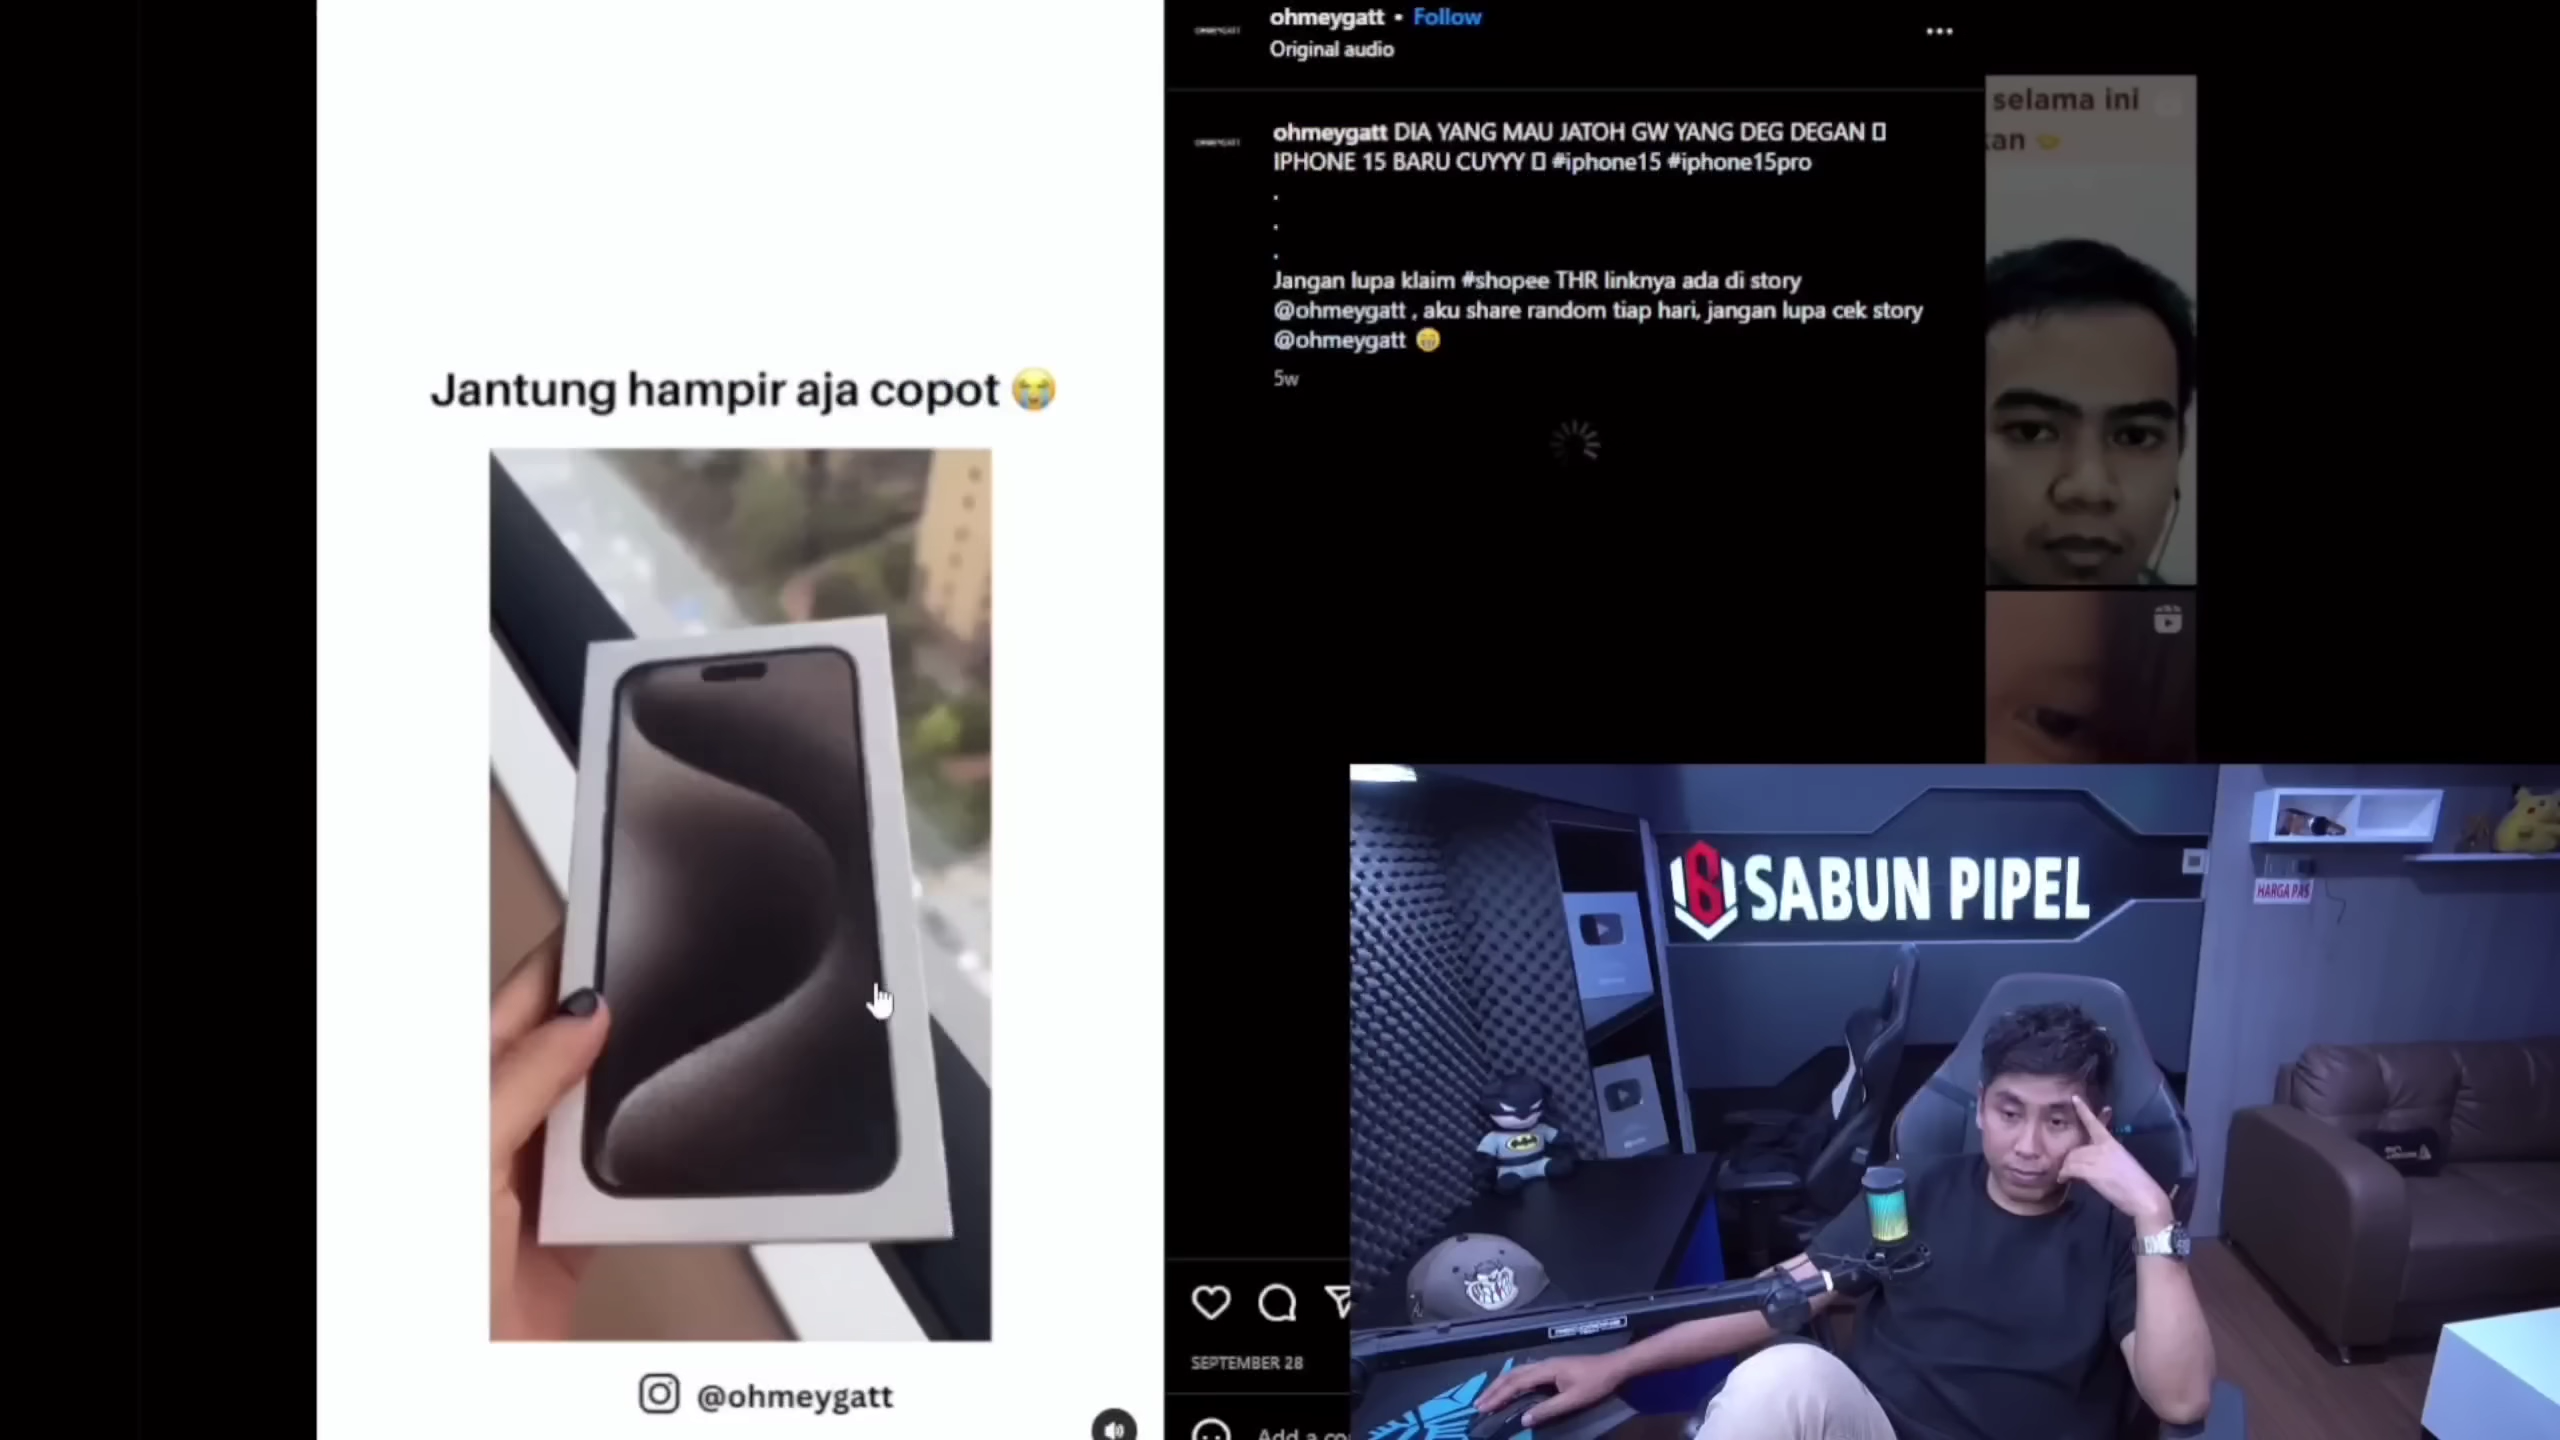 ohmeygatt • Follow
Original audio
ohmeygatt DIA YANG MAU JATOH GW YANG DEG DEGAN
IPHONE 15 BARU CUYYY #iphone15 #iphone15pro
.
.
.
Jangan lupa klaim #shopee THR linknya ada di story
@ohmeygatt , aku share random tiap hari, jangan lupa cek story
@ohmeygatt 😁
5w
selama ini
kan
Jantung hampir aja copot 😭
@ohmeygatt
SEPTEMBER 28
Add a co
SABUN PIPEL
HARGA PAS